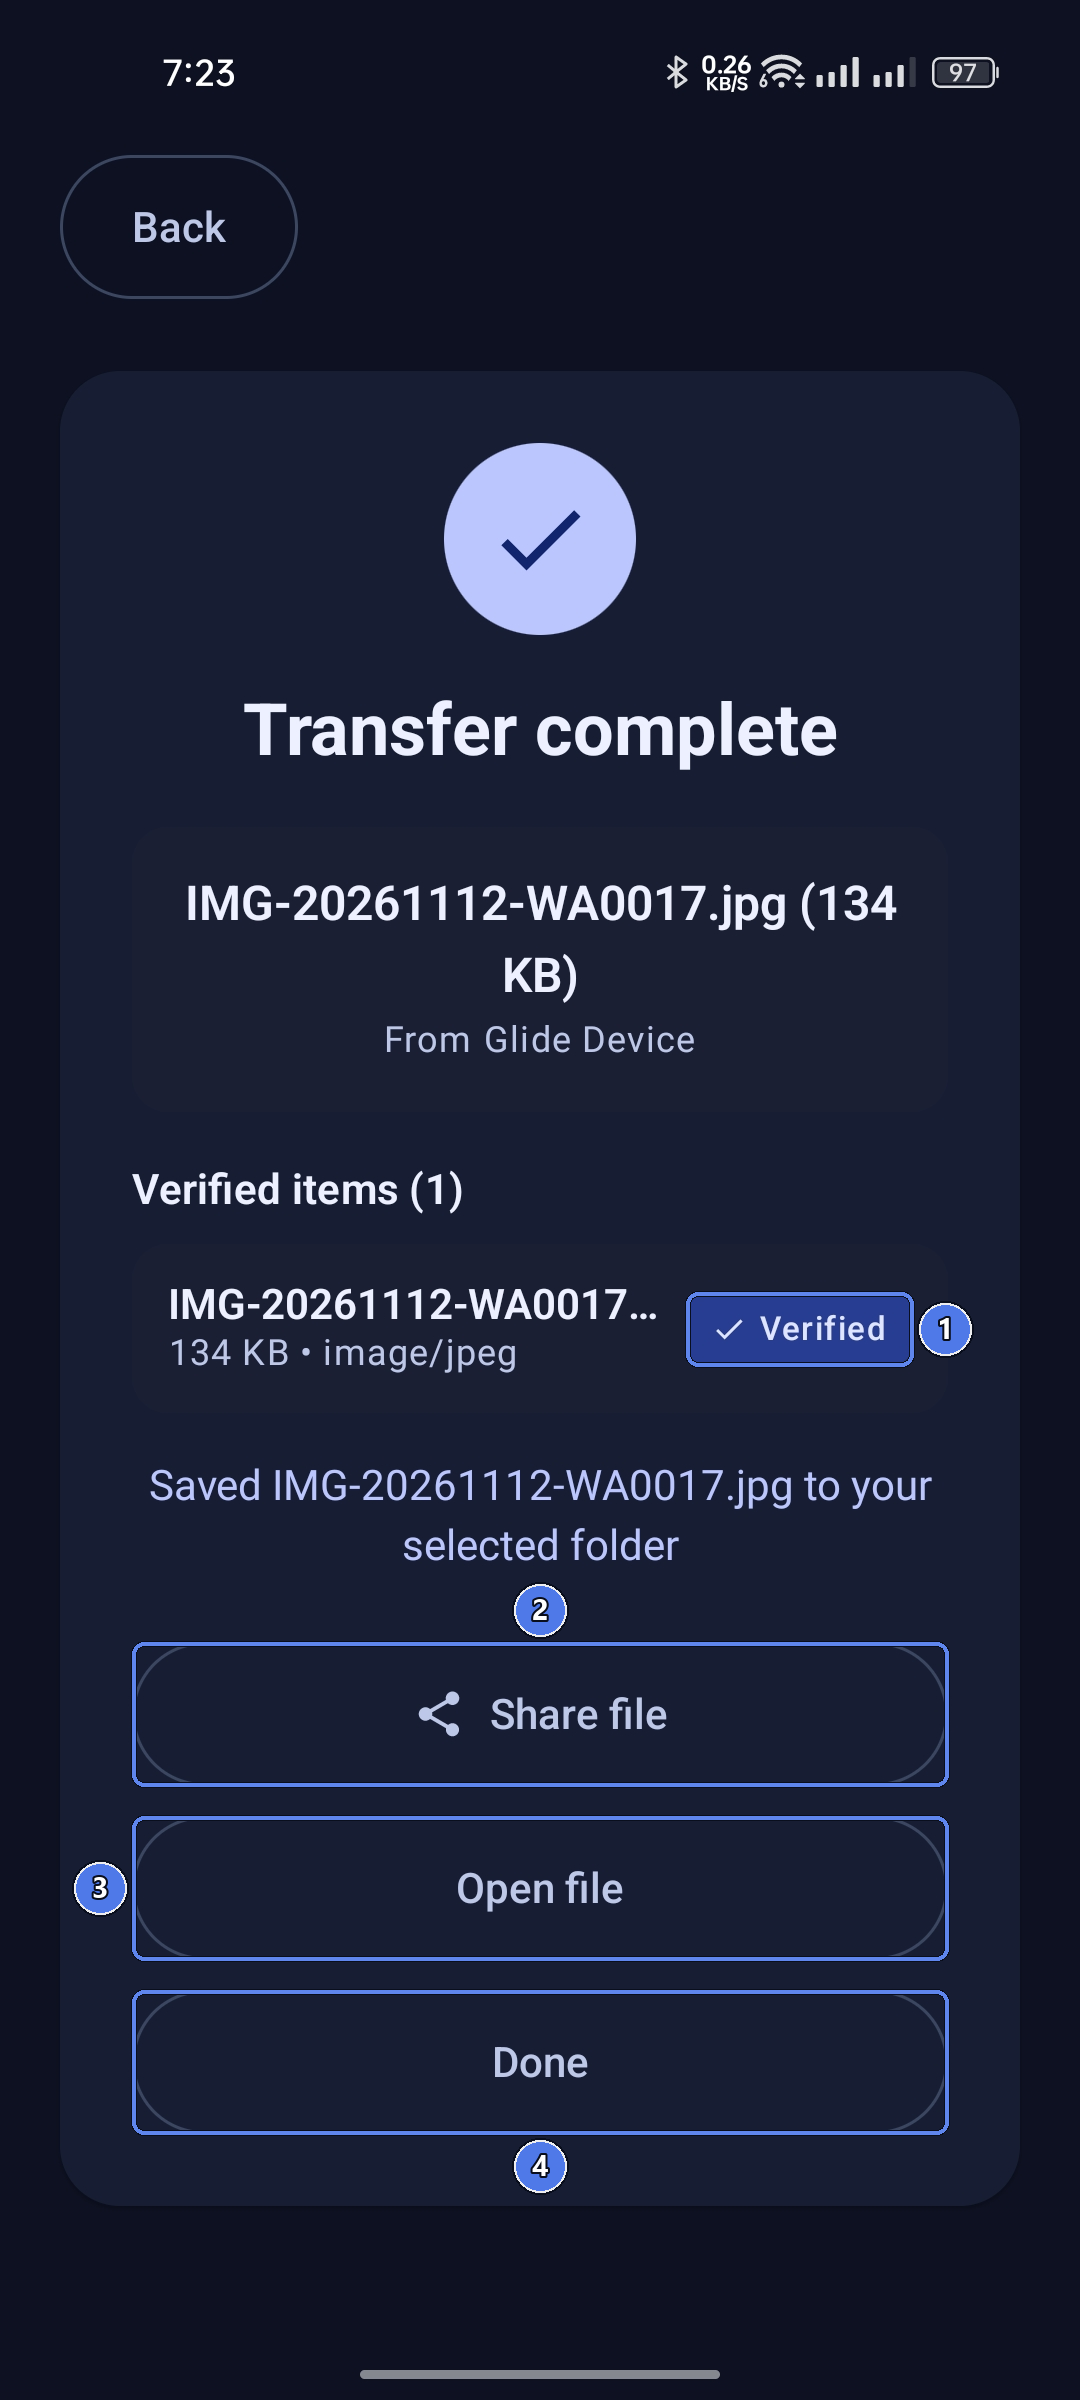 7:23
0.26
KB/S
6
97
Back
Transfer complete
IMG-20261112-WA0017.jpg (134
KB)
From Glide Device
Verified items (1)
IMG-20261112-WA0017...
134 KB • image/jpeg
Verified
1
Saved IMG-20261112-WA0017.jpg to your
selected folder
2
Share file
3
Open file
Done
4